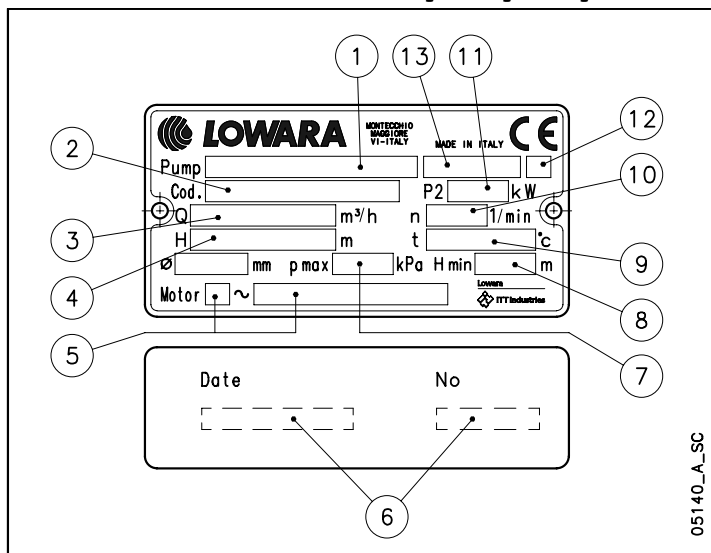 1 13 11
LOWARA MONTECCHIO MAGGIORE VI-ITALY MADE IN ITALY CE 12
2 Pump
Cod. P2 kW 10
3 Q m³/h n 1/min
H m t °C 9
4 Ø mm p max kPa H min m
Motor ~ Lowara ITT Industries 8
5 7
Date No
6
05140_A_SC